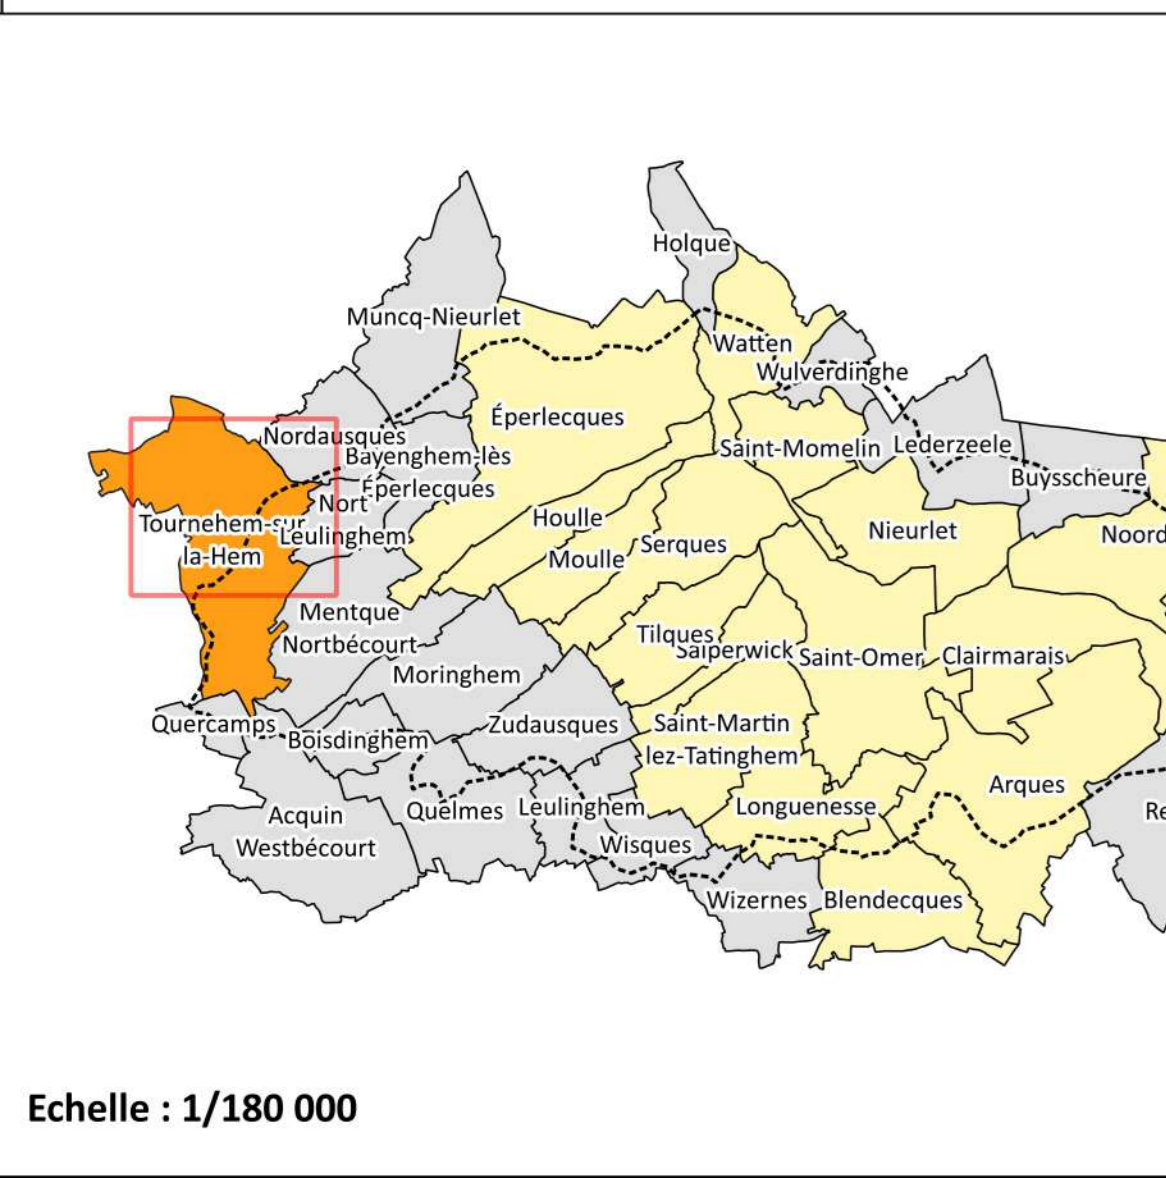 Holque
Muncq-Nieurlet
Watten
Wulverdinghe
Éperlecques
Nordausques
Saint-Momelin
Lederzeele
Bayenghem-lès
Éperlecques
Buysscheure
Nort
Leulinghem
Houlle
Tournehem-sur
la-Hem
Nieurlet
Noord
Serques
Moulle
Mentque
Nortbécourt
Tilques
Salperwick
Saint-Omer
Clairmarais
Moringhem
Quercamps
Zudausques
Saint-Martin
lez-Tatinghem
Boisdinghem
Arques
Acquin
Westbécourt
Quelmes
Leulinghem
Longuenesse
Re
Wisques
Wizernes
Blendecques
Echelle : 1/180 000